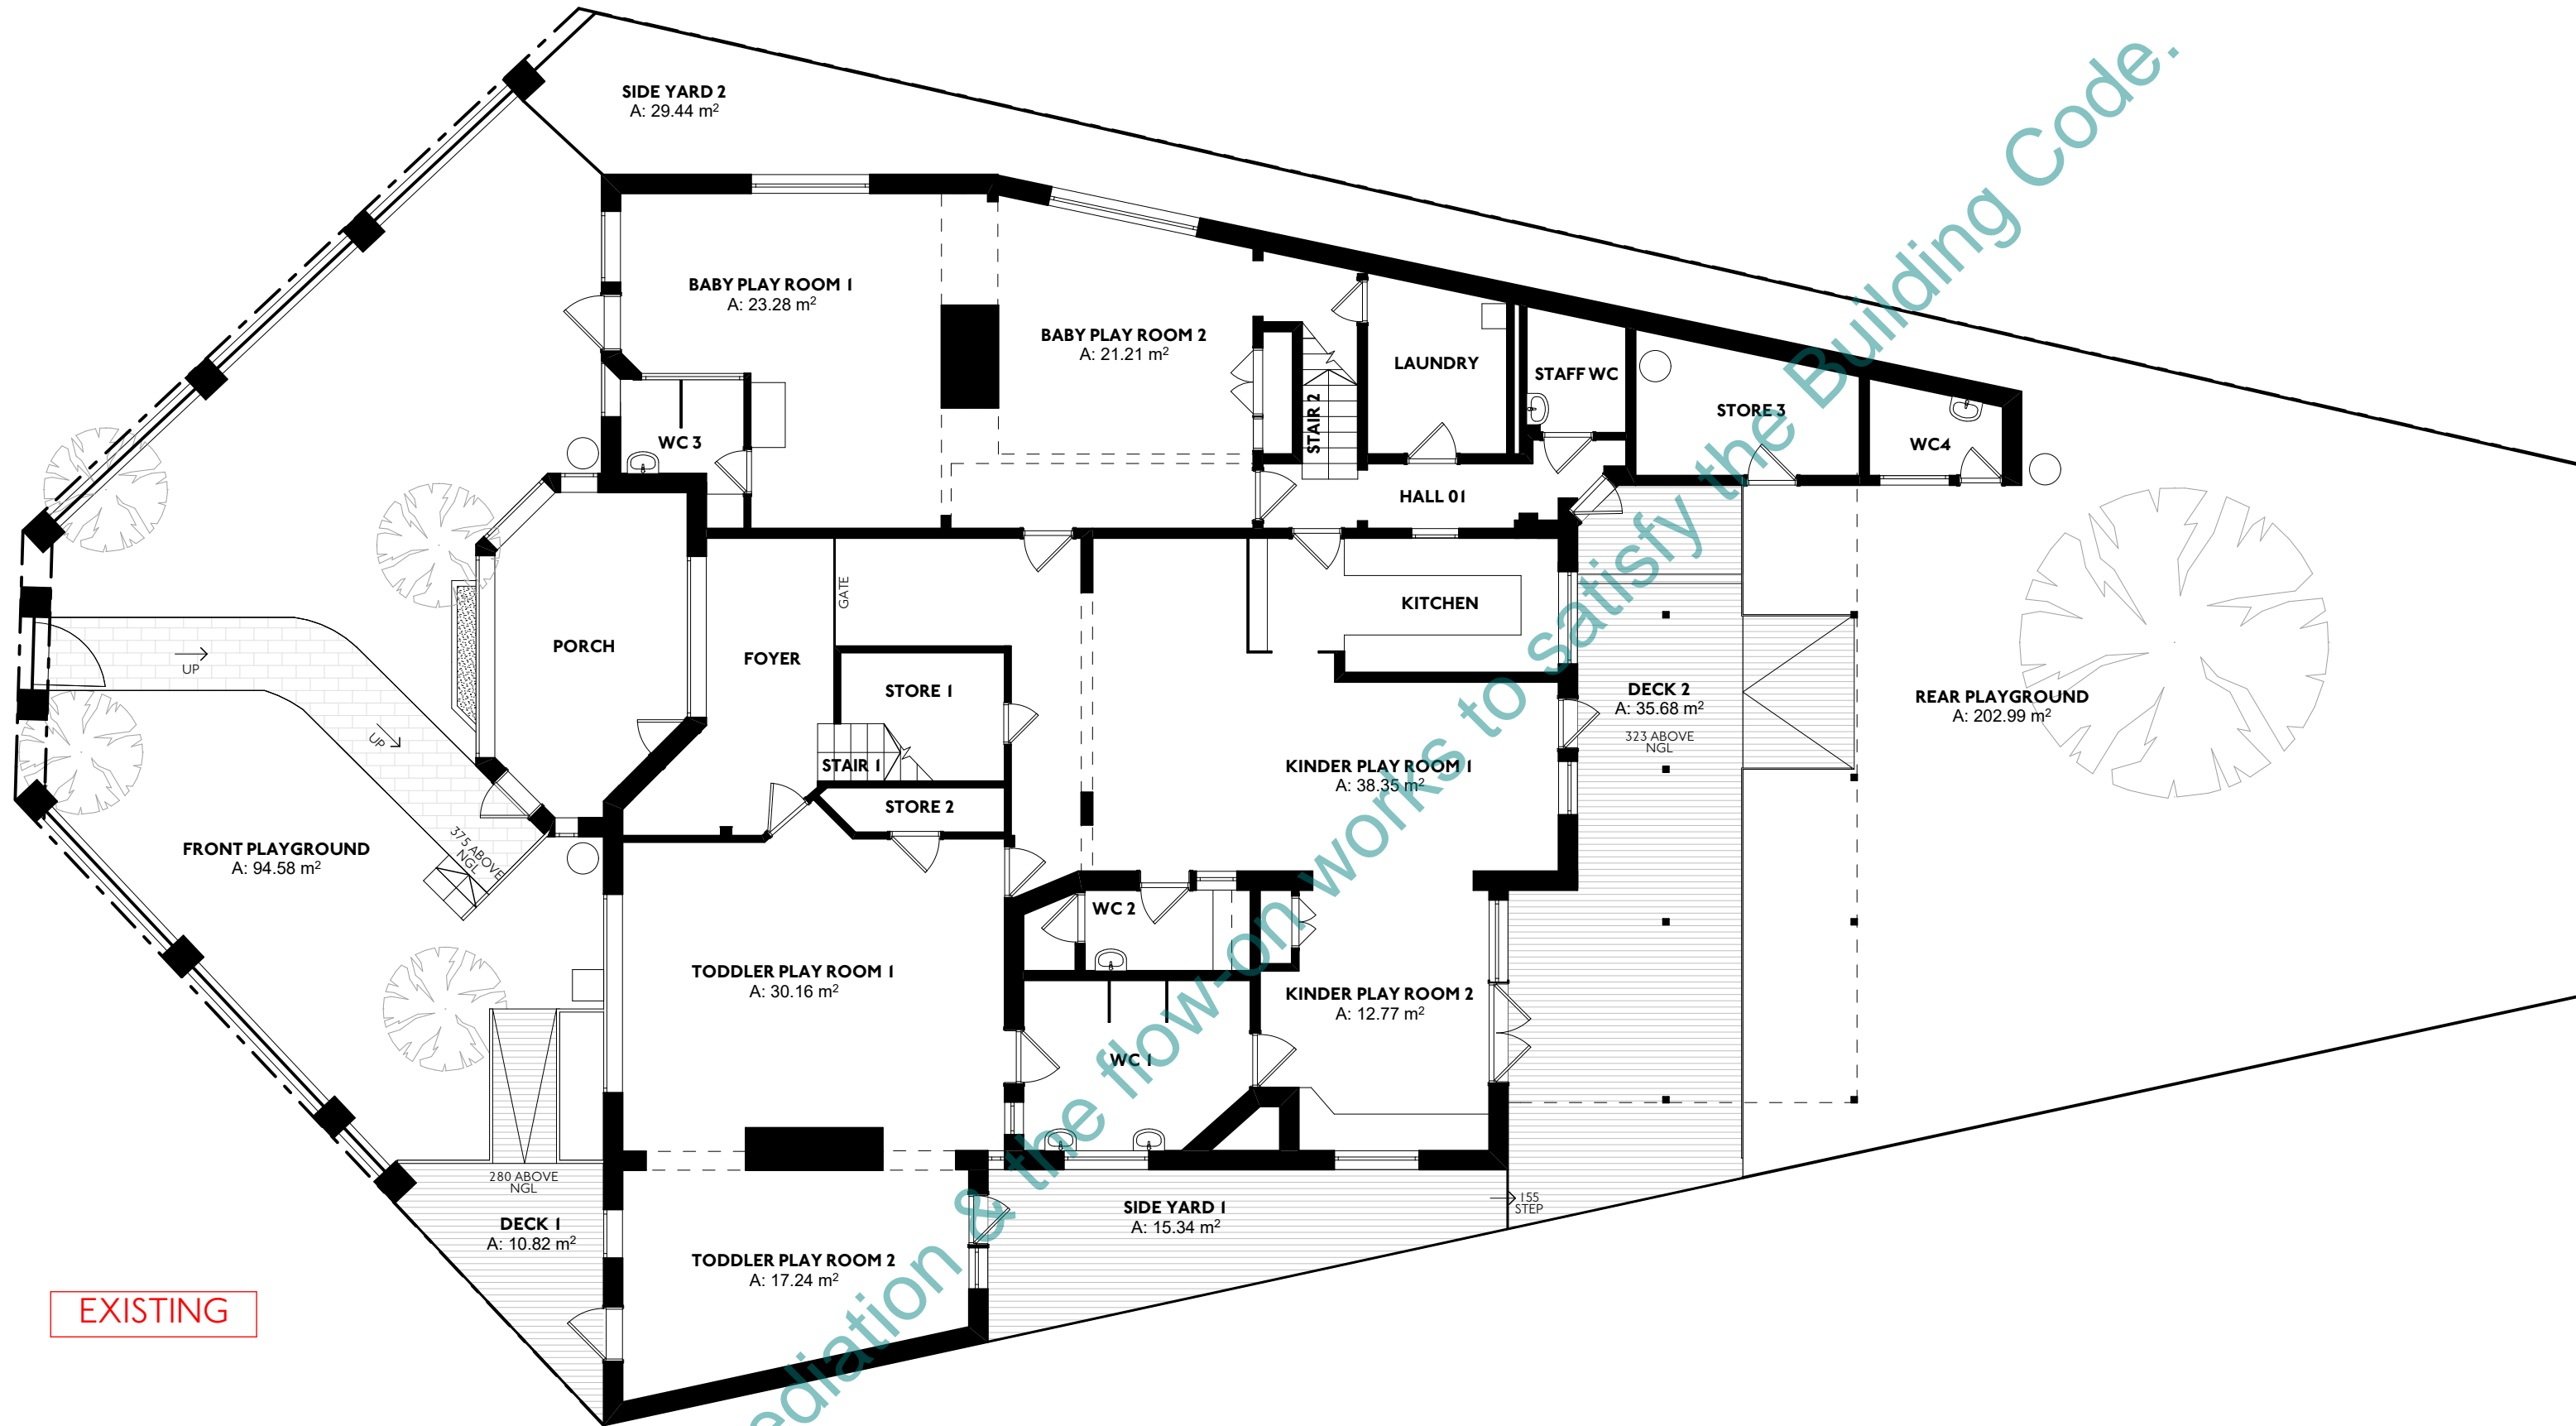 SIDE YARD 2
A: 29.44 m²
BABY PLAY ROOM 1
A: 23.28 m²
BABY PLAY ROOM 2
A: 21.21 m²
LAUNDRY
STAFF WC
STORE 3
WC4
WC 3
STAIR 2
HALL 01
GATE
KITCHEN
PORCH
FOYER
STORE 1
STAIR 1
STORE 2
UP
UP
375 ABOVE
NGL
FRONT PLAYGROUND
A: 94.58 m²
DECK 2
A: 35.68 m²
323 ABOVE
NGL
REAR PLAYGROUND
A: 202.99 m²
KINDER PLAY ROOM 1
A: 38.35 m²
WC 2
TODDLER PLAY ROOM 1
A: 30.16 m²
KINDER PLAY ROOM 2
A: 12.77 m²
WC 1
280 ABOVE
NGL
DECK 1
A: 10.82 m²
SIDE YARD 1
A: 15.34 m²
155
STEP
TODDLER PLAY ROOM 2
A: 17.24 m²
EXISTING
& the flow-on works to satisfy the Building Code.